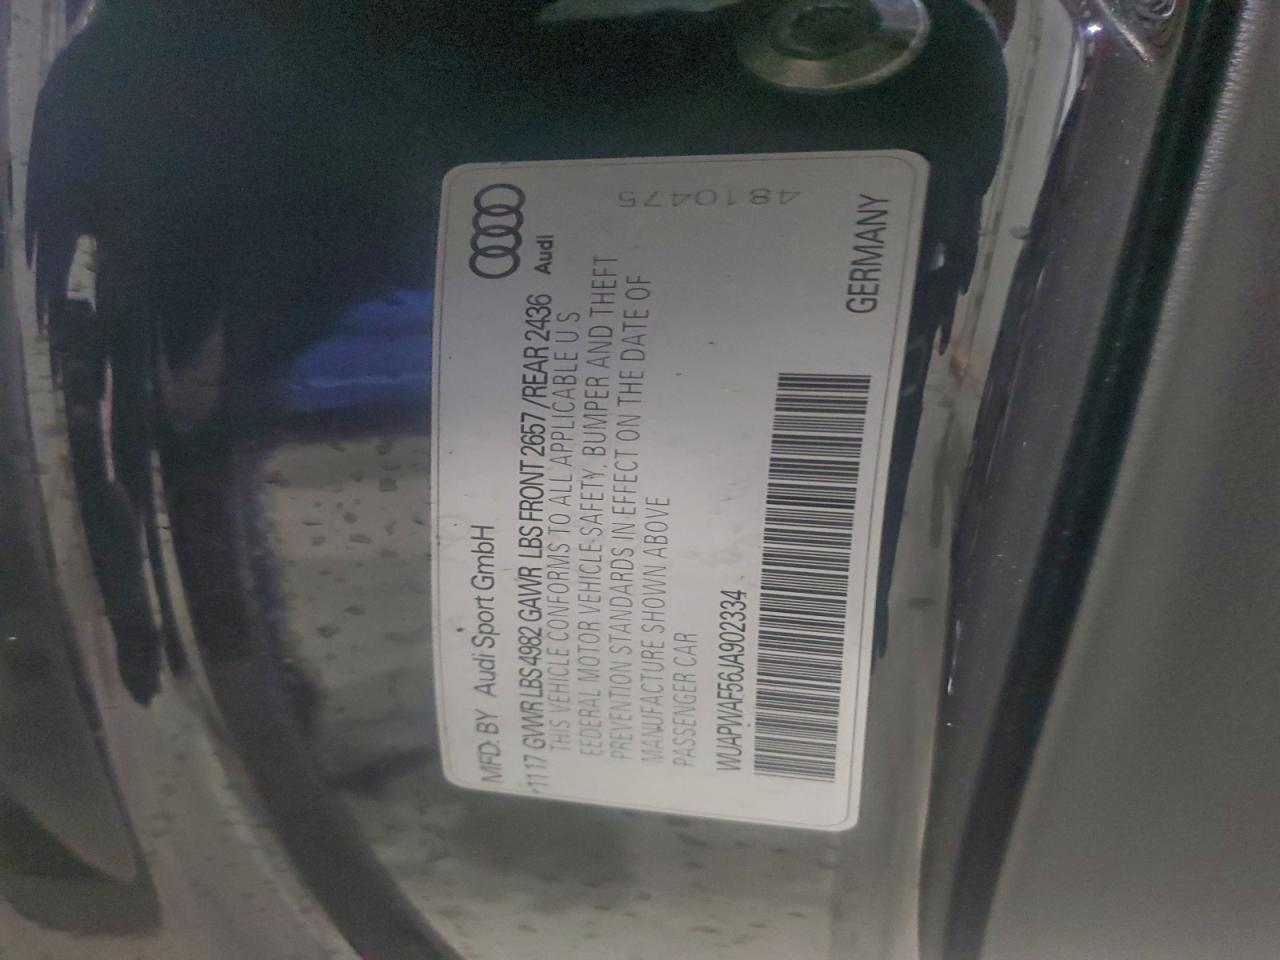 Audi
MFD. BY Audi Sport GmbH
1117 GVWR LBS 4982 GAWR LBS FRONT 2657 / REAR 2436
THIS VEHICLE CONFORMS TO ALL APPLICABLE U S
FEDERAL MOTOR VEHICLE SAFETY, BUMPER AND THEFT
PREVENTION STANDARDS IN EFFECT ON THE DATE OF
MANUFACTURE SHOWN ABOVE
PASSENGER CAR
4810475
WUAPWAF56JA902334
GERMANY